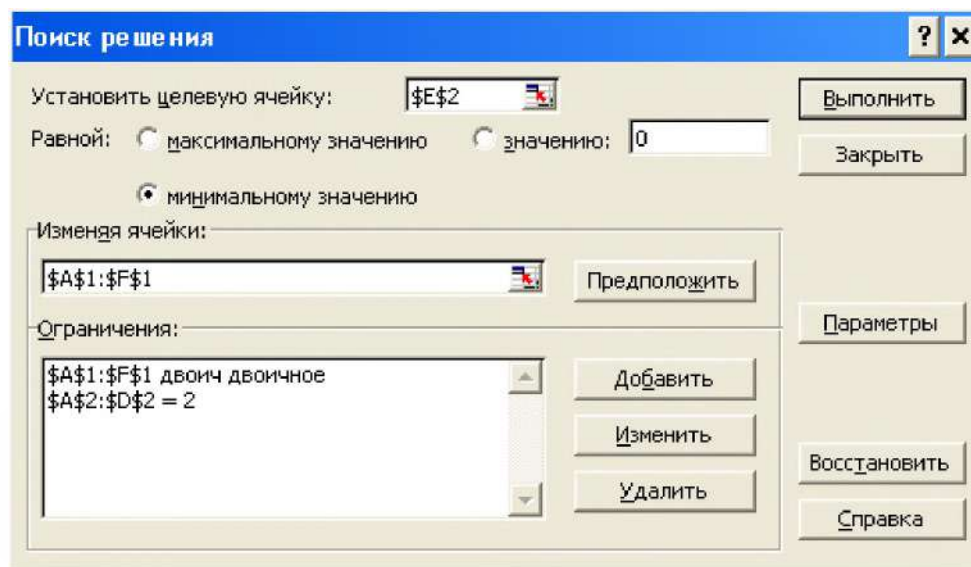 Поиск решения
? ×
Установить целевую ячейку: $E$2
Выполнить
Равной: максимальному значению значению: 0
Закрыть
минимальному значению
Изменяя ячейки:
$A$1:$F$1
Предположить
Ограничения:
Параметры
$A$1:$F$1 двоич двоичное
$A$2:$D$2 = 2
Добавить
Изменить
Восстановить
Удалить
Справка